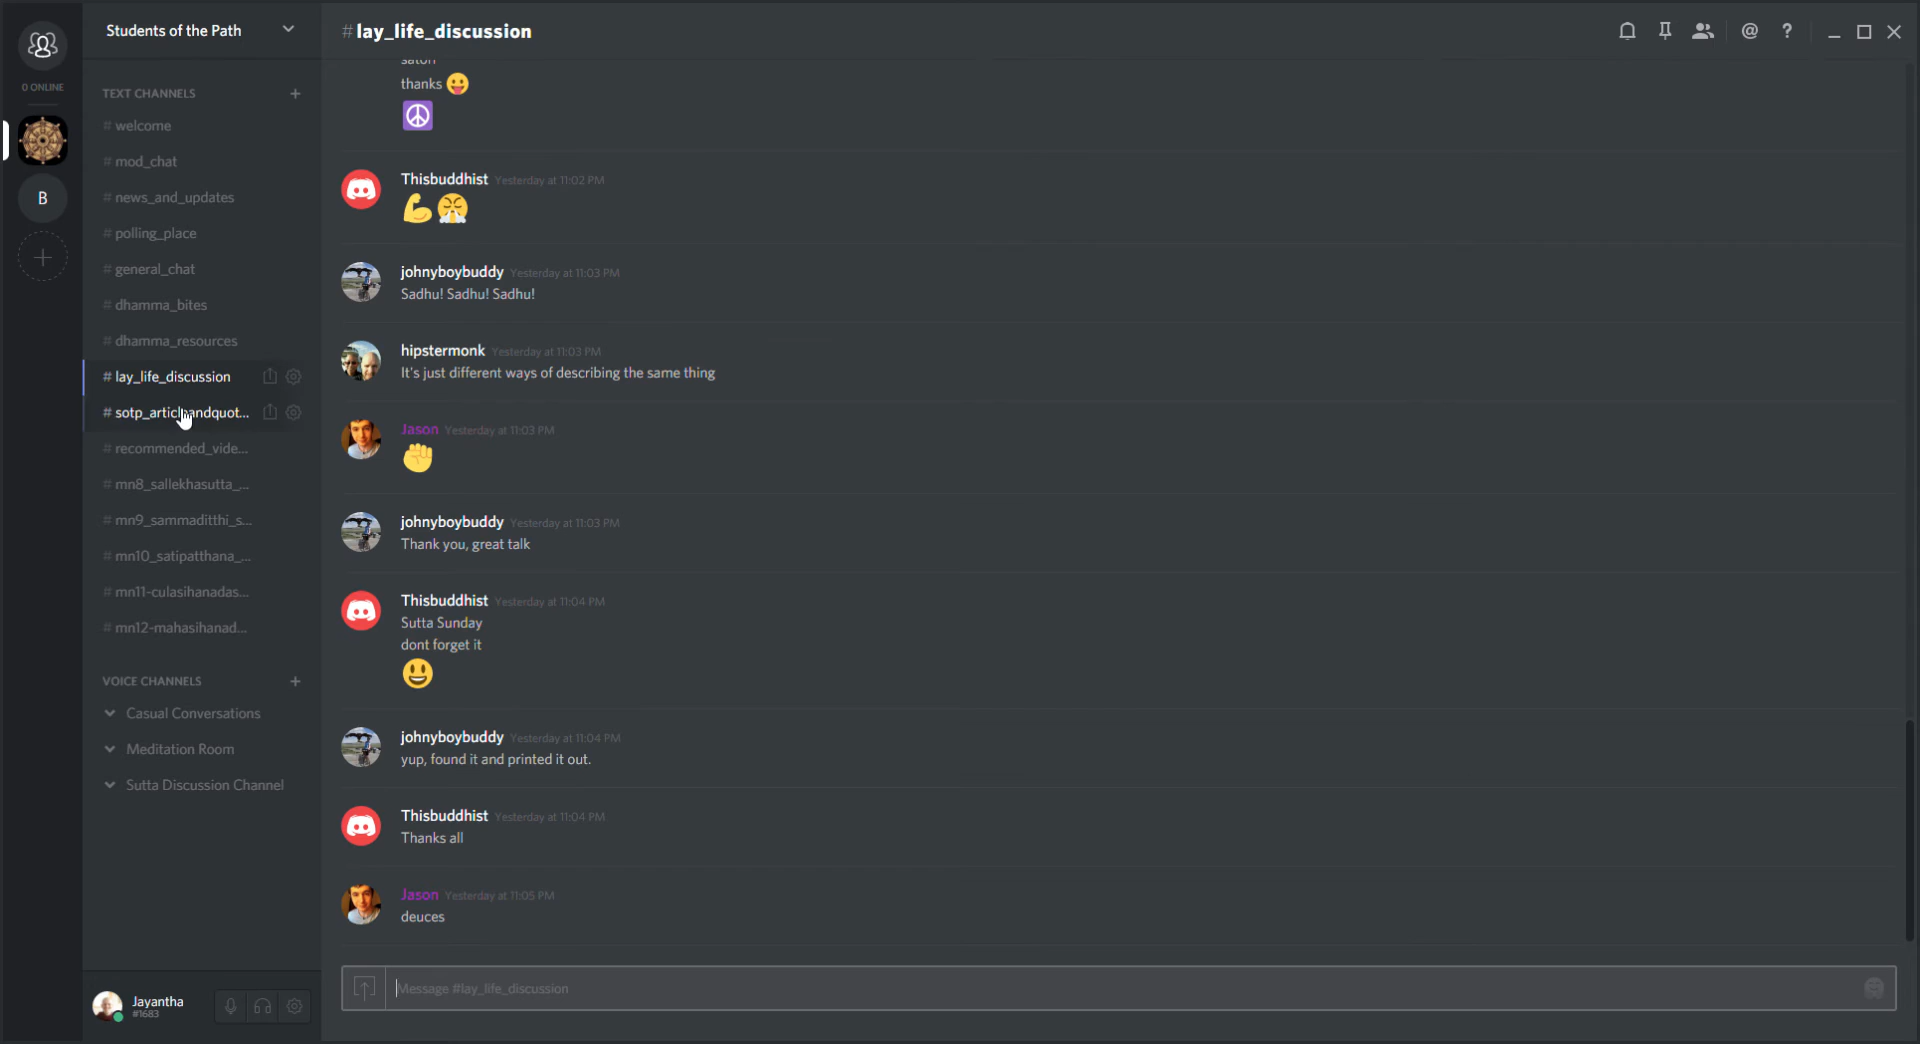 Students of the Path
0 ONLINE
B
TEXT CHANNELS
# welcome
# mod_chat
# news_and_updates
# polling_place
# general_chat
# dhamma_bites
# dhamma_resources
# lay_life_discussion
# recommended_vide...
# mn8_sallekhasutta_...
# mn9_sammaditthi_s...
# mn10_satipatthana_...
# mn11-culasihanadas...
# mn12-mahasihanad...
VOICE CHANNELS
Casual Conversations
Meditation Room
Sutta Discussion Channel
Jayantha
#1683
#lay_life_discussion
thanks
Thisbuddhist Yesterday at 11:02 PM
johnyboybuddy Yesterday at 11:03 PM
Sadhu! Sadhu! Sadhu!
hipstermonk Yesterday at 11:03 PM
It's just different ways of describing the same thing
Jason Yesterday at 11:03 PM
johnyboybuddy Yesterday at 11:03 PM
Thank you, great talk
Thisbuddhist Yesterday at 11:04 PM
Sutta Sunday
dont forget it
johnyboybuddy Yesterday at 11:04 PM
yup, found it and printed it out.
Thisbuddhist Yesterday at 11:04 PM
Thanks all
Jason Yesterday at 11:05 PM
deuces
Message #lay_life_discussion